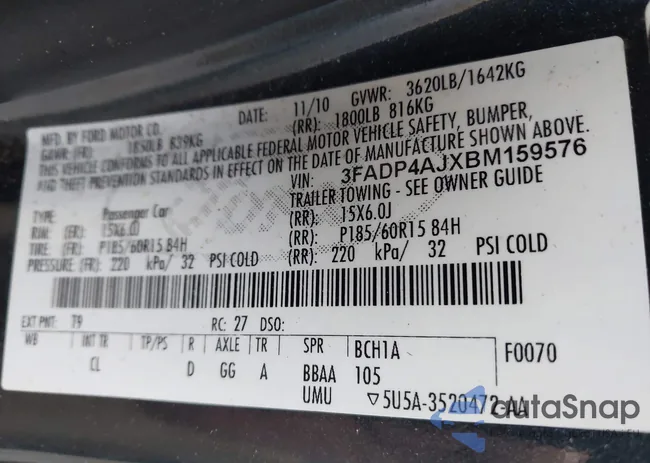 MFD. BY FORD MOTOR CO.
DATE: 11/10 GVWR: 3620LB/1642KG
GAWR: (FR): 1850LB 839KG (RR): 1800LB 816KG
THIS VEHICLE CONFORMS TO ALL APPLICABLE FEDERAL MOTOR VEHICLE SAFETY, BUMPER,
AND THEFT PREVENTION STANDARDS IN EFFECT ON THE DATE OF MANUFACTURE SHOWN ABOVE.
VIN: 3FADP4AJXBM159576
TYPE: Passenger Car TRAILER TOWING - SEE OWNER GUIDE
RIM: (FR): 15X6.0J (RR): 15X6.0J
TIRE: (FR): P185/60R15 84H (RR): P185/60R15 84H
PRESSURE: (FR): 220 kPa/ 32 PSI COLD (RR): 220 kPa/ 32 PSI COLD
EXT PNT: T9 RC: 27 DSO:
WB INT TR TP/PS R AXLE TR SPR BCH1A F0070
CL D GG A BBAA 105
UMU ▽5U5A-3520472-AA
autoSnap